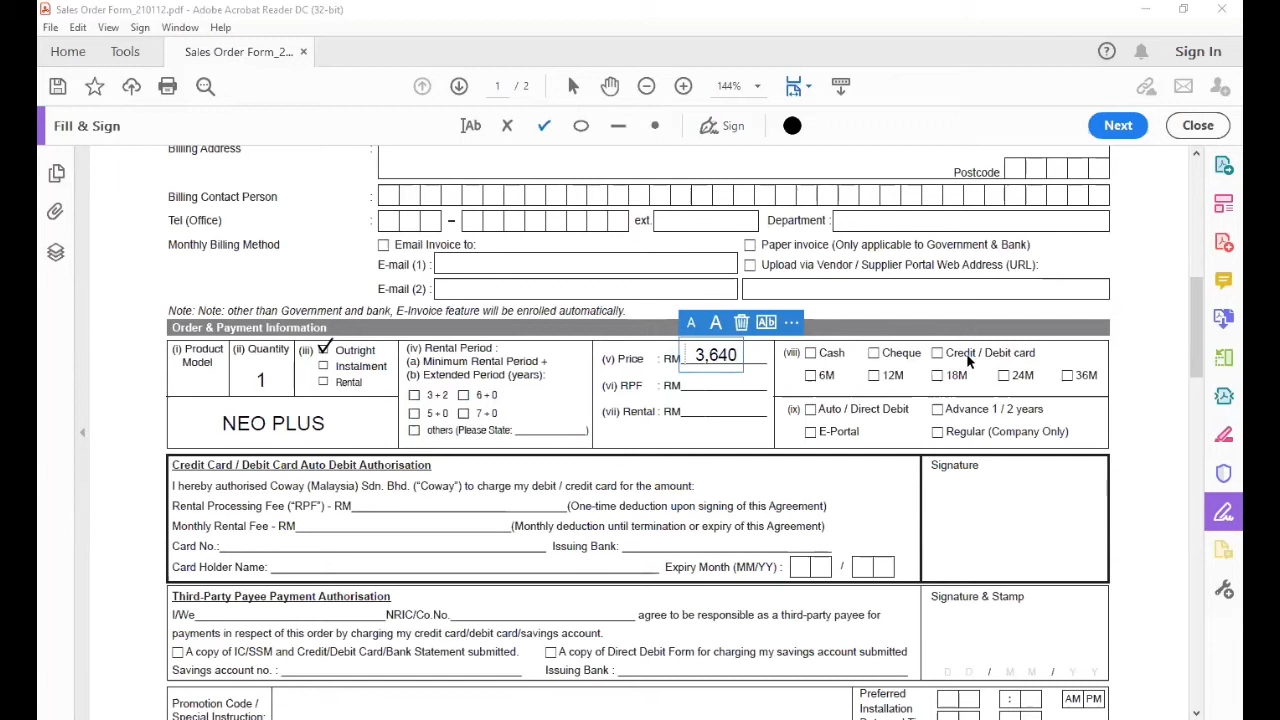 Sales Order Form_210112.pdf - Adobe Acrobat Reader DC (32-bit)
File Edit View Sign Window Help
Home Tools Sales Order Form_2... × Sign In
1 / 2 144%
Fill & Sign Ab Sign Next Close
Billing Address :
Postcode
Billing Contact Person :
Tel (Office) : – ext. Department :
Monthly Billing Method Email Invoice to: Paper invoice (Only applicable to Government & Bank)
E-mail (1) : Upload via Vendor / Supplier Portal Web Address (URL):
E-mail (2) :
Note: Note: other than Government and bank, E-Invoice feature will be enrolled automatically.
Order & Payment Information
A A Ab ...
(i) Product Model
(ii) Quantity
1
(iii) Outright
Instalment
Rental
NEO PLUS
(iv) Rental Period :
(a) Minimum Rental Period +
(b) Extended Period (years):
3 + 2 6 + 0
5 + 0 7 + 0
others (Please State: ____________)
(v) Price : RM 3,640
(vi) RPF : RM
(vii) Rental : RM
(viii) Cash Cheque Credit / Debit card
6M 12M 18M 24M 36M
(ix) Auto / Direct Debit Advance 1 / 2 years
E-Portal Regular (Company Only)
Credit Card / Debit Card Auto Debit Authorisation
I hereby authorised Coway (Malaysia) Sdn. Bhd. (“Coway”) to charge my debit / credit card for the amount:
Rental Processing Fee (“RPF”) - RM (One-time deduction upon signing of this Agreement)
Monthly Rental Fee - RM (Monthly deduction until termination or expiry of this Agreement)
Card No.: Issuing Bank:
Card Holder Name: Expiry Month (MM/YY) : /
Signature
Third-Party Payee Payment Authorisation
I/We NRIC/Co.No. agree to be responsible as a third-party payee for
payments in respect of this order by charging my credit card/debit card/savings account.
A copy of IC/SSM and Credit/Debit Card/Bank Statement submitted. A copy of Direct Debit Form for charging my savings account submitted
Savings account no. : Issuing Bank :
Signature & Stamp
D D / M M / Y Y
Promotion Code /
Special Instruction:
Preferred
Installation
: AM PM